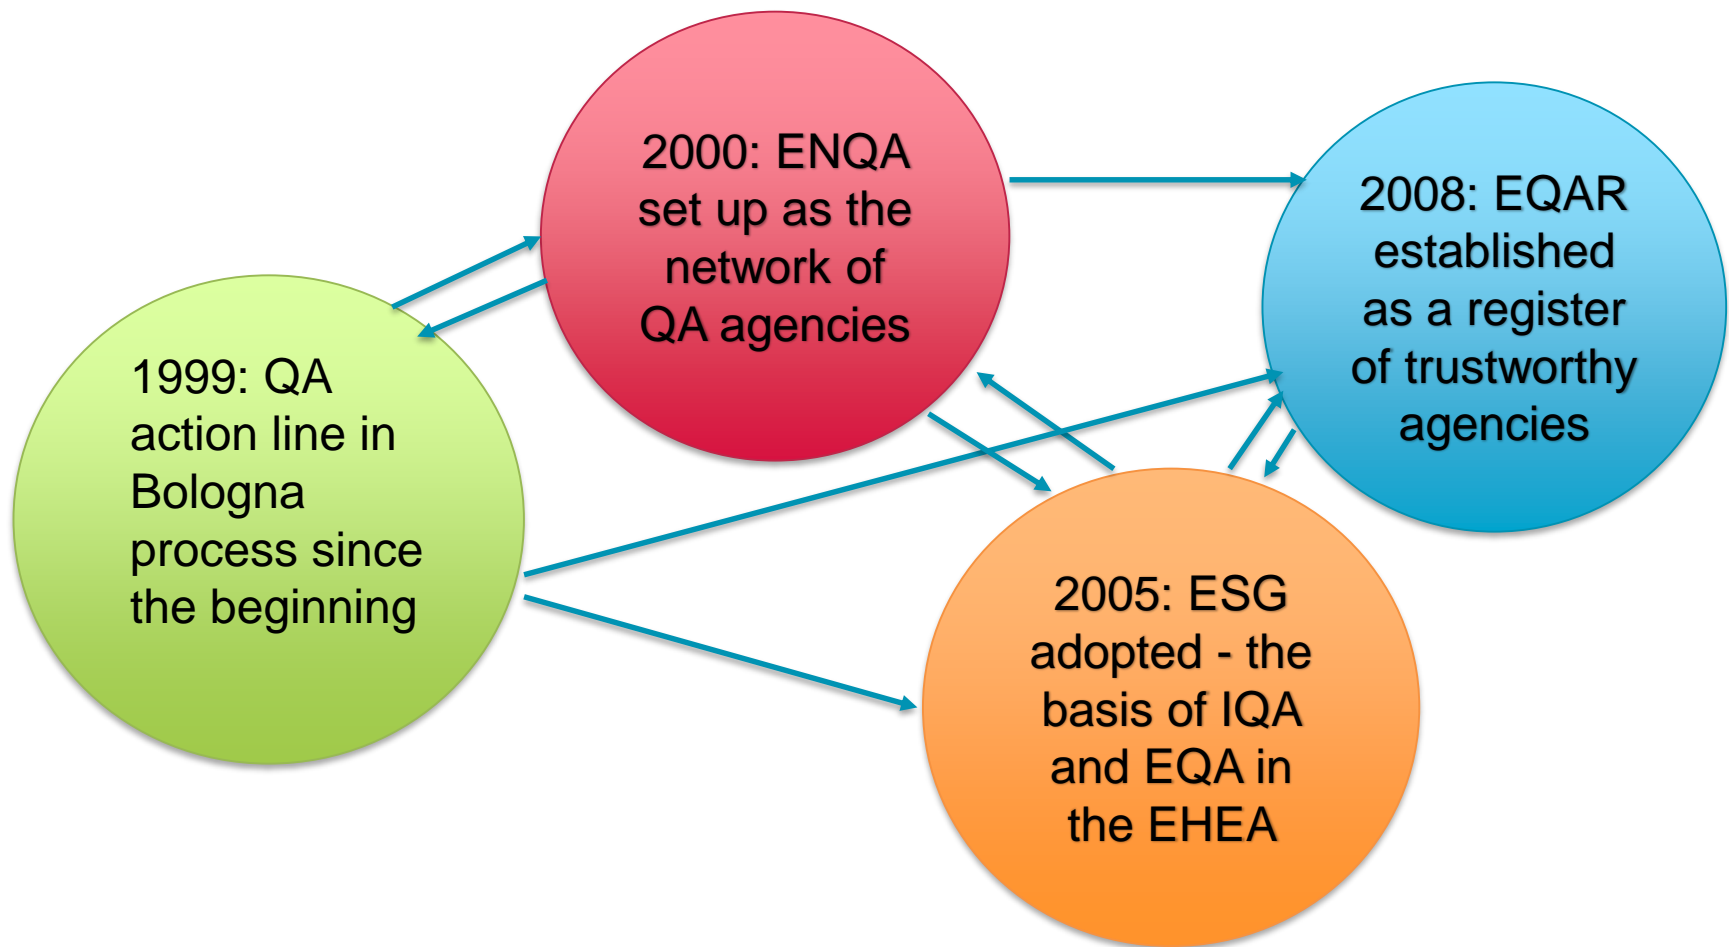 1999: QA
action line in
Bologna
process since
the beginning
2000: ENQA
set up as the
network of
QA agencies
2005: ESG
adopted - the
basis of IQA
and EQA in
the EHEA
2008: EQAR
established
as a register
of trustworthy
agencies